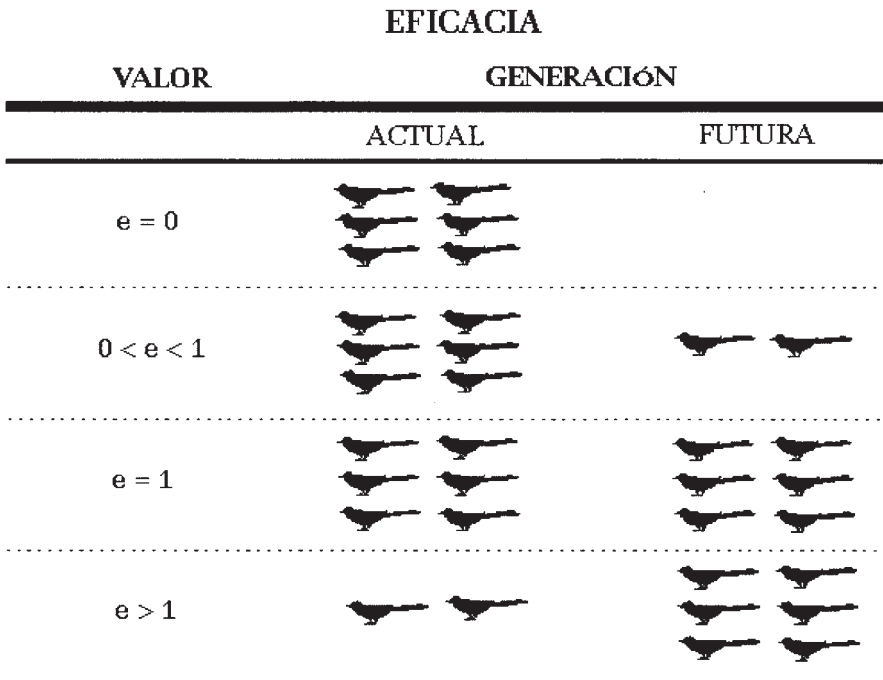 EFICACIA
VALOR GENERACIóN
ACTUAL FUTURA
e = 0
0 < e < 1
e = 1
e > 1